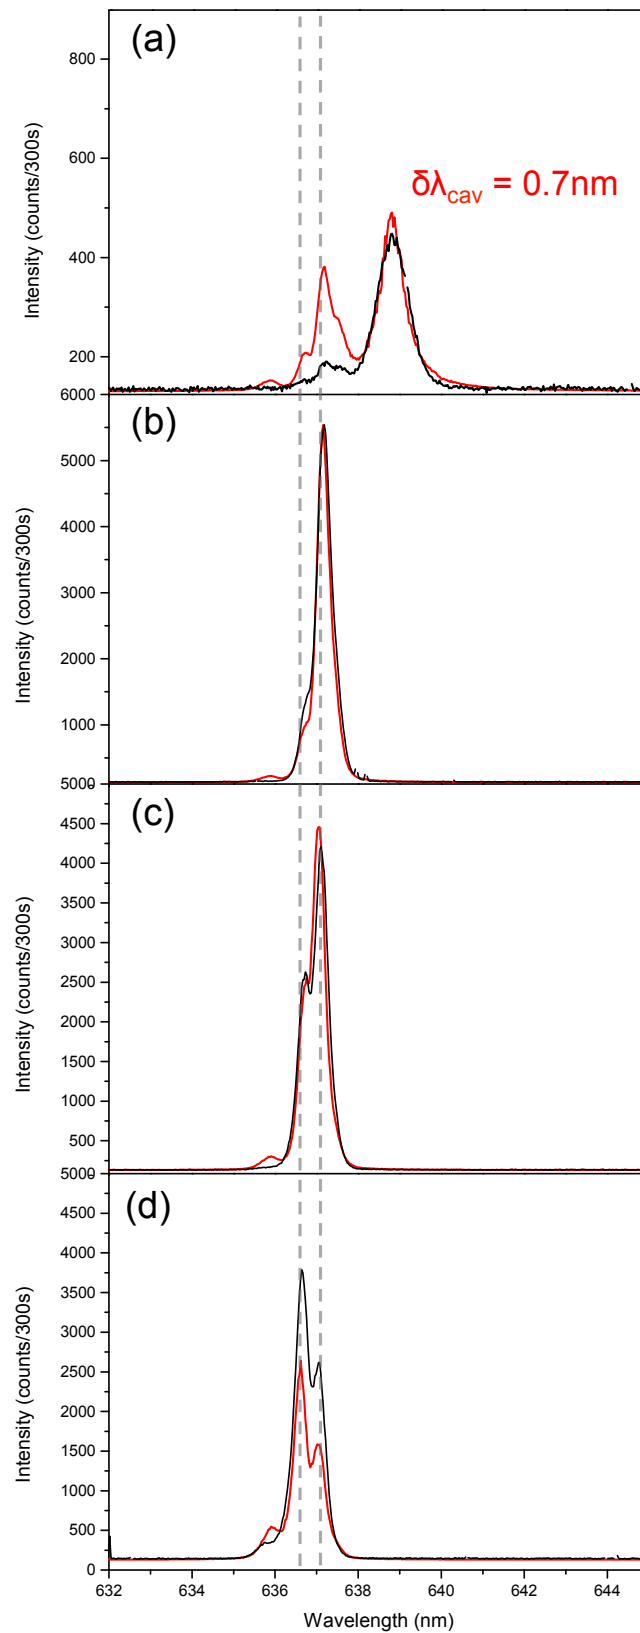 (a)
800
600
400
200
Intensity (counts/300s)
δλcav = 0.7nm
6000
(b)
5000
4000
3000
2000
1000
Intensity (counts/300s)
5000
(c)
4500
4000
3500
3000
2500
2000
1500
1000
500
Intensity (counts/300s)
5000
(d)
4500
4000
3500
3000
2500
2000
1500
1000
500
0
Intensity (counts/300s)
632 634 636 638 640 642 644
Wavelength (nm)